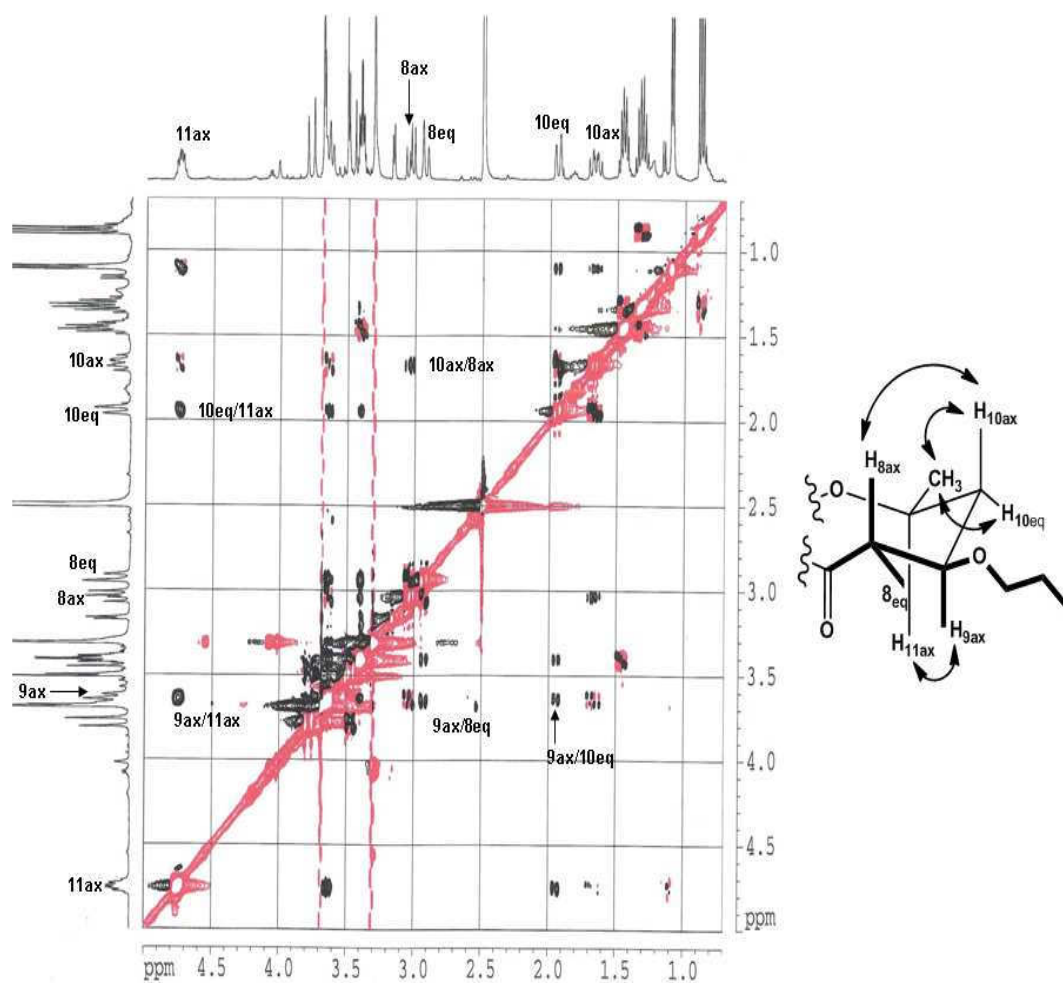 8ax
11ax
8eq
10eq
10ax
10ax
10eq
8eq
8ax
9ax
11ax
10ax/8ax
10eq/11ax
9ax/11ax
9ax/8eq
9ax/10eq
1.0
1.5
2.0
2.5
3.0
3.5
4.0
4.5
ppm
ppm 4.5 4.0 3.5 3.0 2.5 2.0 1.5 1.0
H10ax
H8ax
CH3
O
H10eq
O
8eq
O
H11ax
H9ax